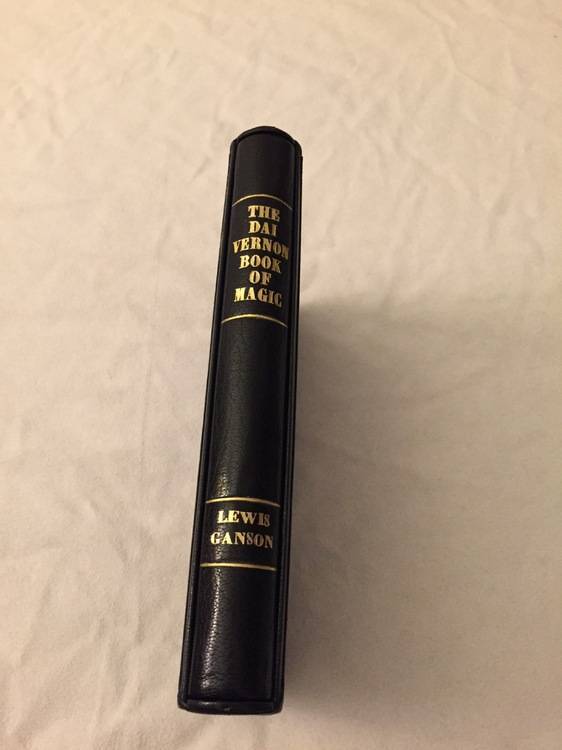 THE
DAI
VERNON
BOOK
OF
MAGIC
LEWIS
GANSON